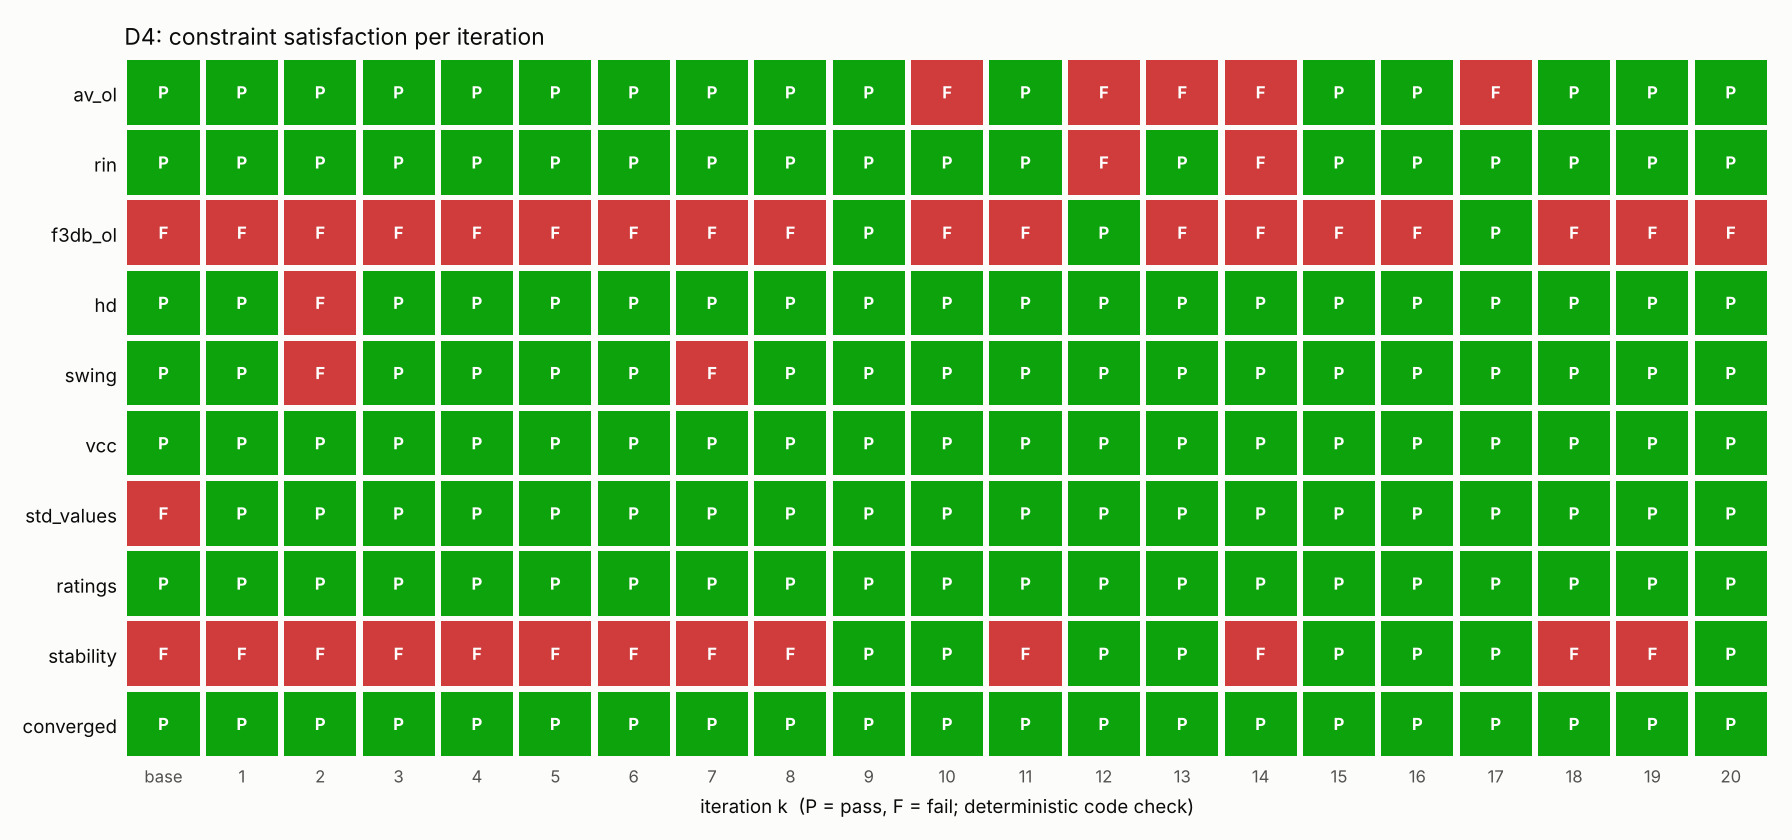 D4: constraint satisfaction per iteration
av_ol P P P P P P P P P P F P F F F P P F P P P
rin P P P P P P P P P P P P F P F P P P P P P
f3db_ol F F F F F F F F F P F F P F F F F P F F F
hd P P F P P P P P P P P P P P P P P P P P P
swing P P F P P P P F P P P P P P P P P P P P P
vcc P P P P P P P P P P P P P P P P P P P P P
std_values F P P P P P P P P P P P P P P P P P P P P
ratings P P P P P P P P P P P P P P P P P P P P P
stability F F F F F F F F F P P F P P F P P P F F P
converged P P P P P P P P P P P P P P P P P P P P P
base 1 2 3 4 5 6 7 8 9 10 11 12 13 14 15 16 17 18 19 20
iteration k (P = pass, F = fail; deterministic code check)